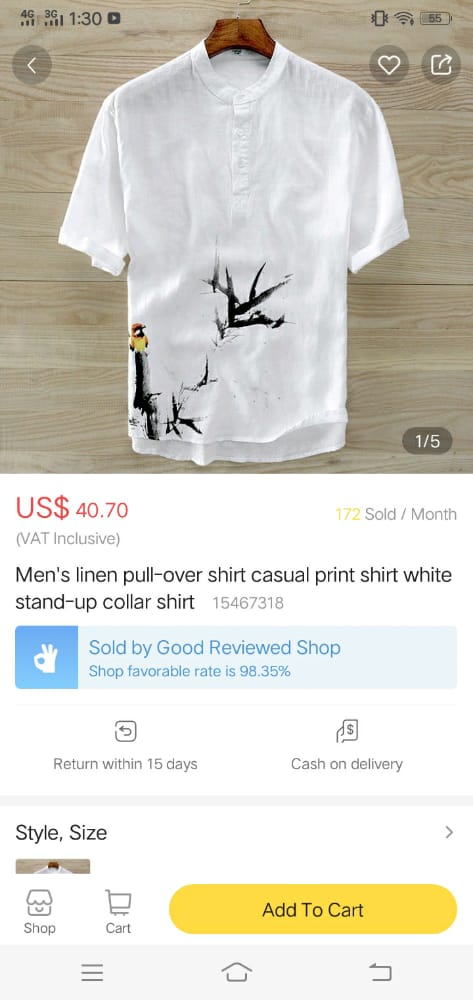 4G 3G 1:30 55
1/5
US$ 40.70
172 Sold / Month
(VAT Inclusive)
Men's linen pull-over shirt casual print shirt white
stand-up collar shirt 15467318
Sold by Good Reviewed Shop
Shop favorable rate is 98.35%
Return within 15 days
Cash on delivery
Style, Size
Shop
Cart
Add To Cart